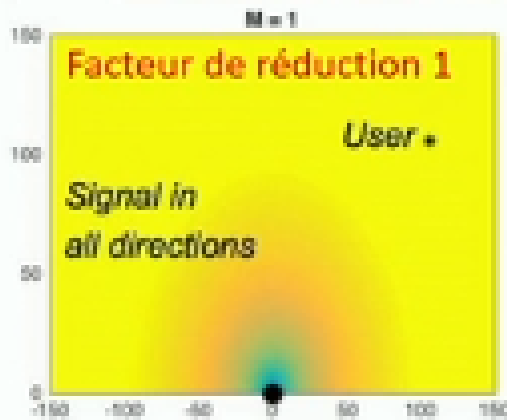 M = 1
Facteur de réduction 1
User
Signal in
all directions
150
100
50
0
-150 -100 -50 0 50 100 150